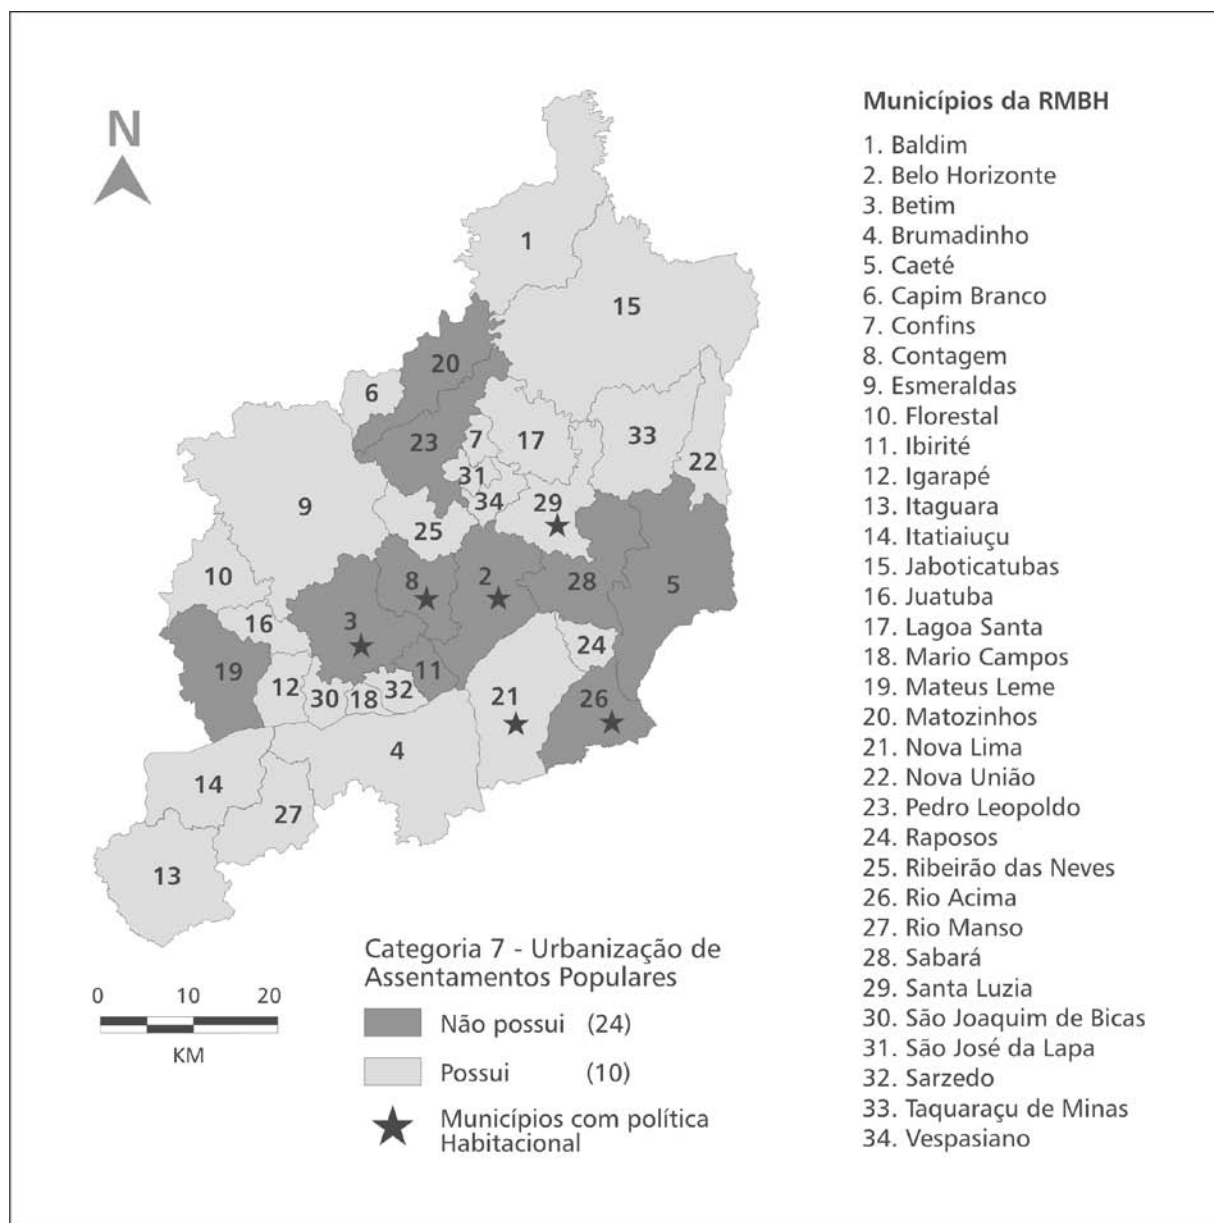 Municípios da RMBH
1. Baldim
2. Belo Horizonte
3. Betim
4. Brumadinho
5. Caeté
6. Capim Branco
7. Confins
8. Contagem
9. Esmeraldas
10. Florestal
11. Ibirité
12. Igarapé
13. Itaguara
14. Itatiaiuçu
15. Jaboticatubas
16. Juatuba
17. Lagoa Santa
18. Mario Campos
19. Mateus Leme
20. Matozinhos
21. Nova Lima
22. Nova União
23. Pedro Leopoldo
24. Raposos
25. Ribeirão das Neves
26. Rio Acima
27. Rio Manso
28. Sabará
29. Santa Luzia
30. São Joaquim de Bicas
31. São José da Lapa
32. Sarzedo
33. Taquaraçu de Minas
34. Vespasiano
N
1
15
20
6
23
7
17
33
22
31
34
29
9
25
10
8
2
28
5
16
3
24
19
11
12
30
18
32
21
26
4
14
27
13
Categoria 7 - Urbanização de
Assentamentos Populares
Não possui (24)
Possui (10)
Municípios com política
Habitacional
0 10 20
KM